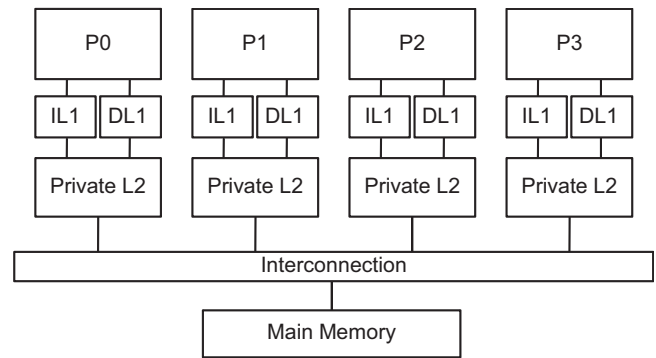 P0 P1 P2 P3
IL1 DL1 IL1 DL1 IL1 DL1 IL1 DL1
Private L2 Private L2 Private L2 Private L2
Interconnection
Main Memory